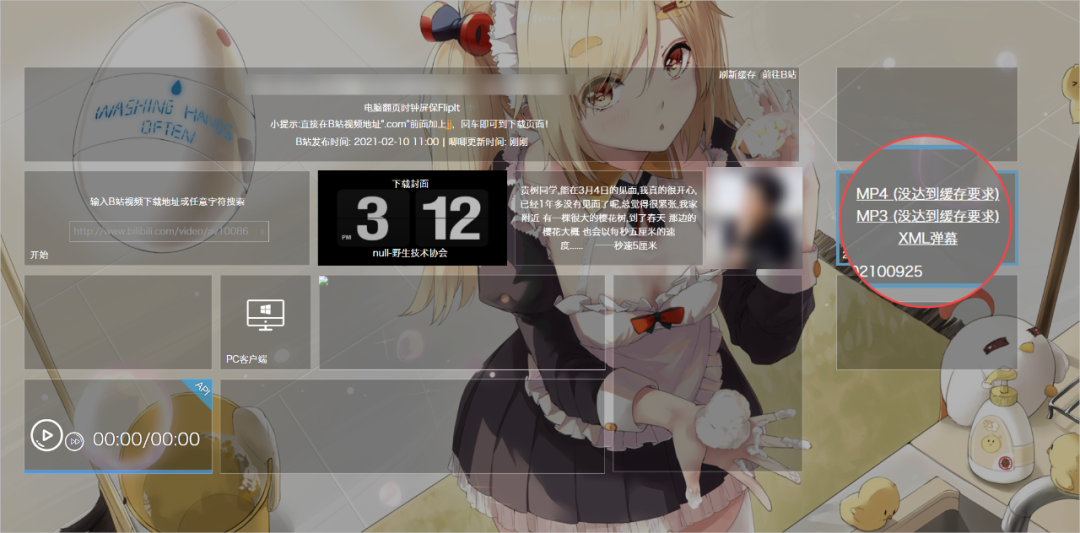 WASHING HANDS
OFTEN
刷新缓存 前往B站
电脑翻页时钟屏保FlipIt
小提示:直接在B站视频地址".com"前面加上jj，回车即可到下载页面!
B站发布时间: 2021-02-10 11:00 | 唧唧更新时间: 刚刚
输入B站视频下载地址或任意字符搜索
http://www.bilibili.com/video/av10086
开始
下载封面
PM
3 12
null-野生技术协会
贵树同学,能在3月4日的见面,我真的很开心,
已经1年多没有见面了呢,总觉得很紧张,我家
附近 有一棵很大的樱花树,到了春天 那边的
樱花大概 也会以每秒五厘米的速
度…… ——秒速5厘米
MP4 (没达到缓存要求)
MP3 (没达到缓存要求)
XML弹幕
02100925
PC客户端
API
00:00/00:00